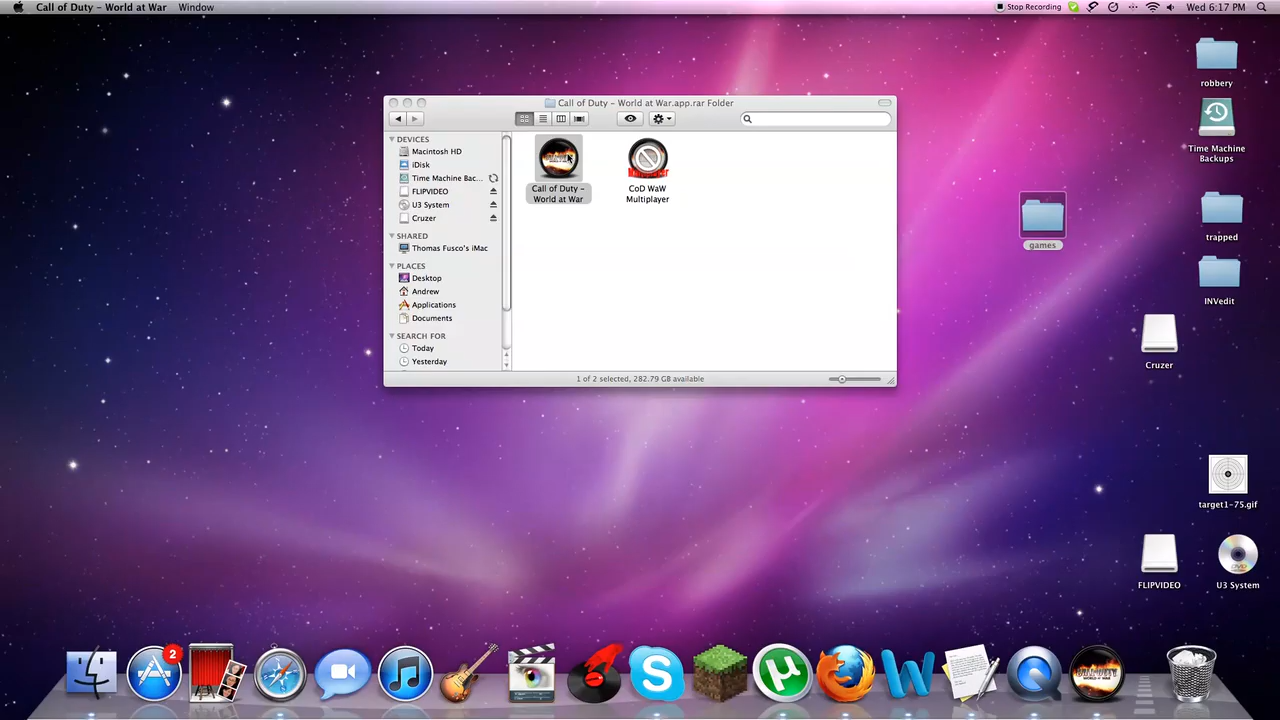 Call of Duty - World at War Window
Stop Recording
Wed 6:17 PM
Call of Duty - World at War.app.rar Folder
DEVICES
Macintosh HD
iDisk
Time Machine Bac...
FLIPVIDEO
U3 System
Cruzer
SHARED
Thomas Fusco's iMac
PLACES
Desktop
Andrew
Applications
Documents
SEARCH FOR
Today
Yesterday
Call of Duty -
World at War
CoD WaW
Multiplayer
1 of 2 selected, 282.79 GB available
robbery
Time Machine
Backups
games
trapped
INVedit
Cruzer
target1-75.gif
FLIPVIDEO
U3 System
2